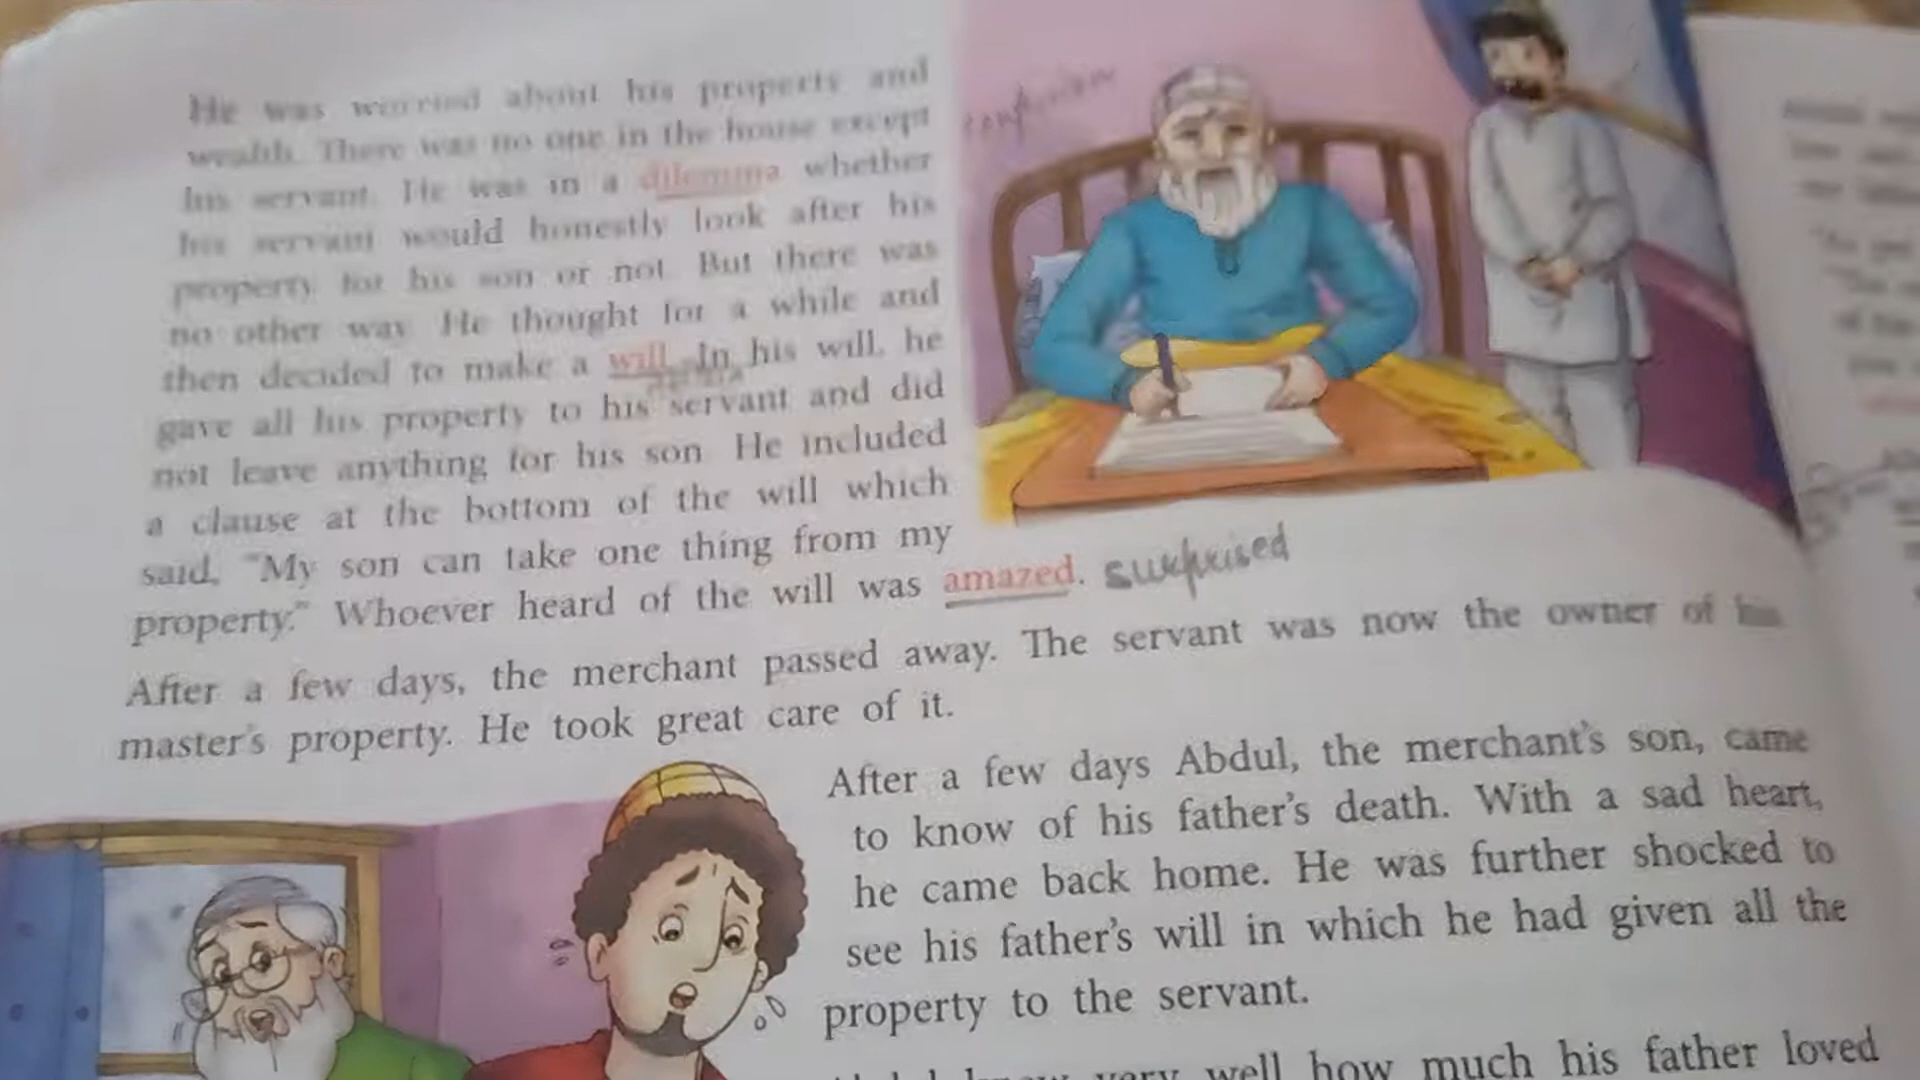 He was worried about his property and
wealth. There was no one in the house except
his servant. He was in a dilemma whether
his servant would honestly look after his
property for his son or not. But there was
no other way. He thought for a while and
then decided to make a will. In his will, he
gave all his property to his servant and did
not leave anything for his son. He included
a clause at the bottom of the will which
said, "My son can take one thing from my
property." Whoever heard of the will was amazed. surprised
confusion
After a few days, the merchant passed away. The servant was now the owner of his
master's property. He took great care of it.
After a few days Abdul, the merchant's son, came
to know of his father's death. With a sad heart,
he came back home. He was further shocked to
see his father's will in which he had given all the
property to the servant.
very well how much his father loved